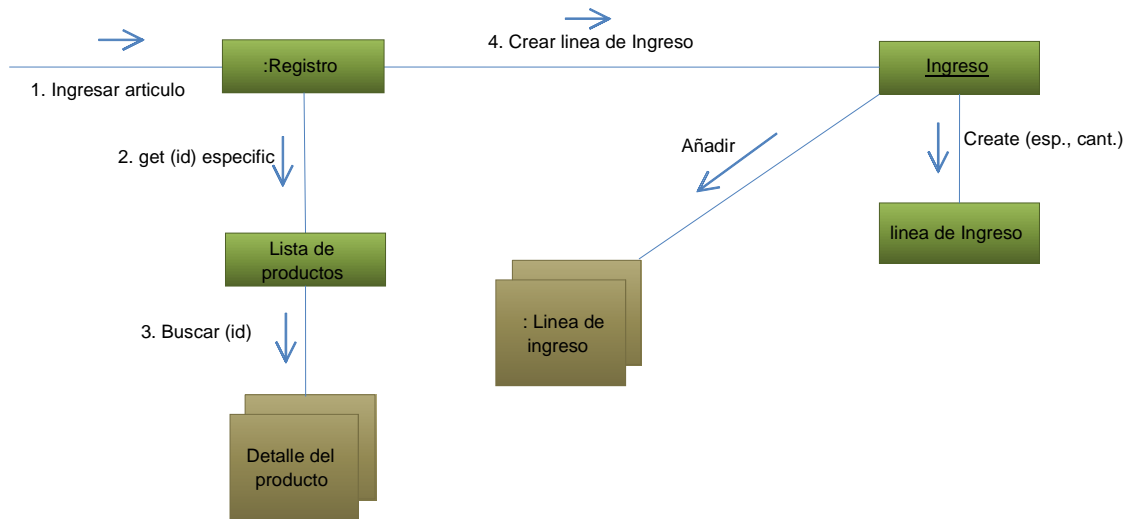 4. Crear linea de Ingreso
:Registro
Ingreso
1. Ingresar articulo
Añadir
Create (esp., cant.)
2. get (id) especific
linea de Ingreso
Lista de
productos
3. Buscar (id)
: Linea de
ingreso
Detalle del
producto